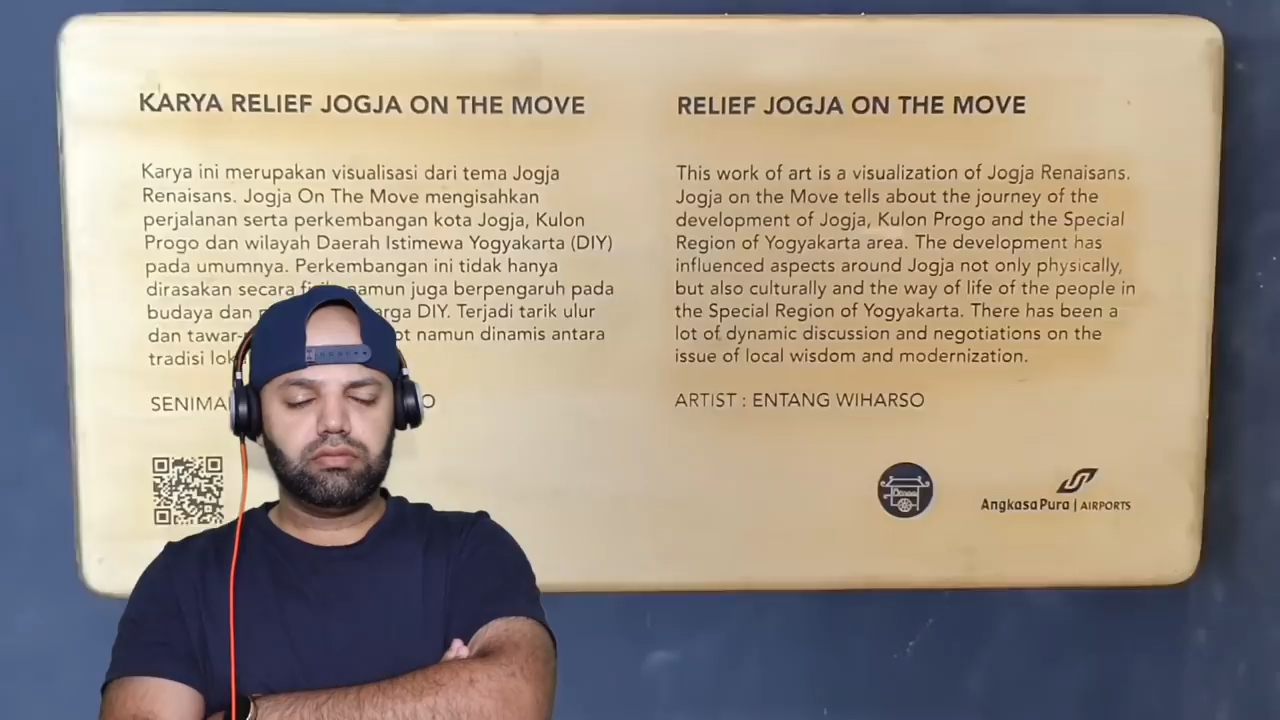 KARYA RELIEF JOGJA ON THE MOVE
Karya ini merupakan visualisasi dari tema Jogja
Renaisans. Jogja On The Move mengisahkan
perjalanan serta perkembangan kota Jogja, Kulon
Progo dan wilayah Daerah Istimewa Yogyakarta (DIY)
pada umumnya. Perkembangan ini tidak hanya
dirasakan secara namun juga berpengaruh pada
budaya dan DIY. Terjadi tarik ulur
dan namun dinamis antara
tradisi
RELIEF JOGJA ON THE MOVE
This work of art is a visualization of Jogja Renaisans.
Jogja on the Move tells about the journey of the
development of Jogja, Kulon Progo and the Special
Region of Yogyakarta area. The development has
influenced aspects around Jogja not only physically,
but also culturally and the way of life of the people in
the Special Region of Yogyakarta. There has been a
lot of dynamic discussion and negotiations on the
issue of local wisdom and modernization.
ARTIST : ENTANG WIHARSO
AngkasaPura | AIRPORTS